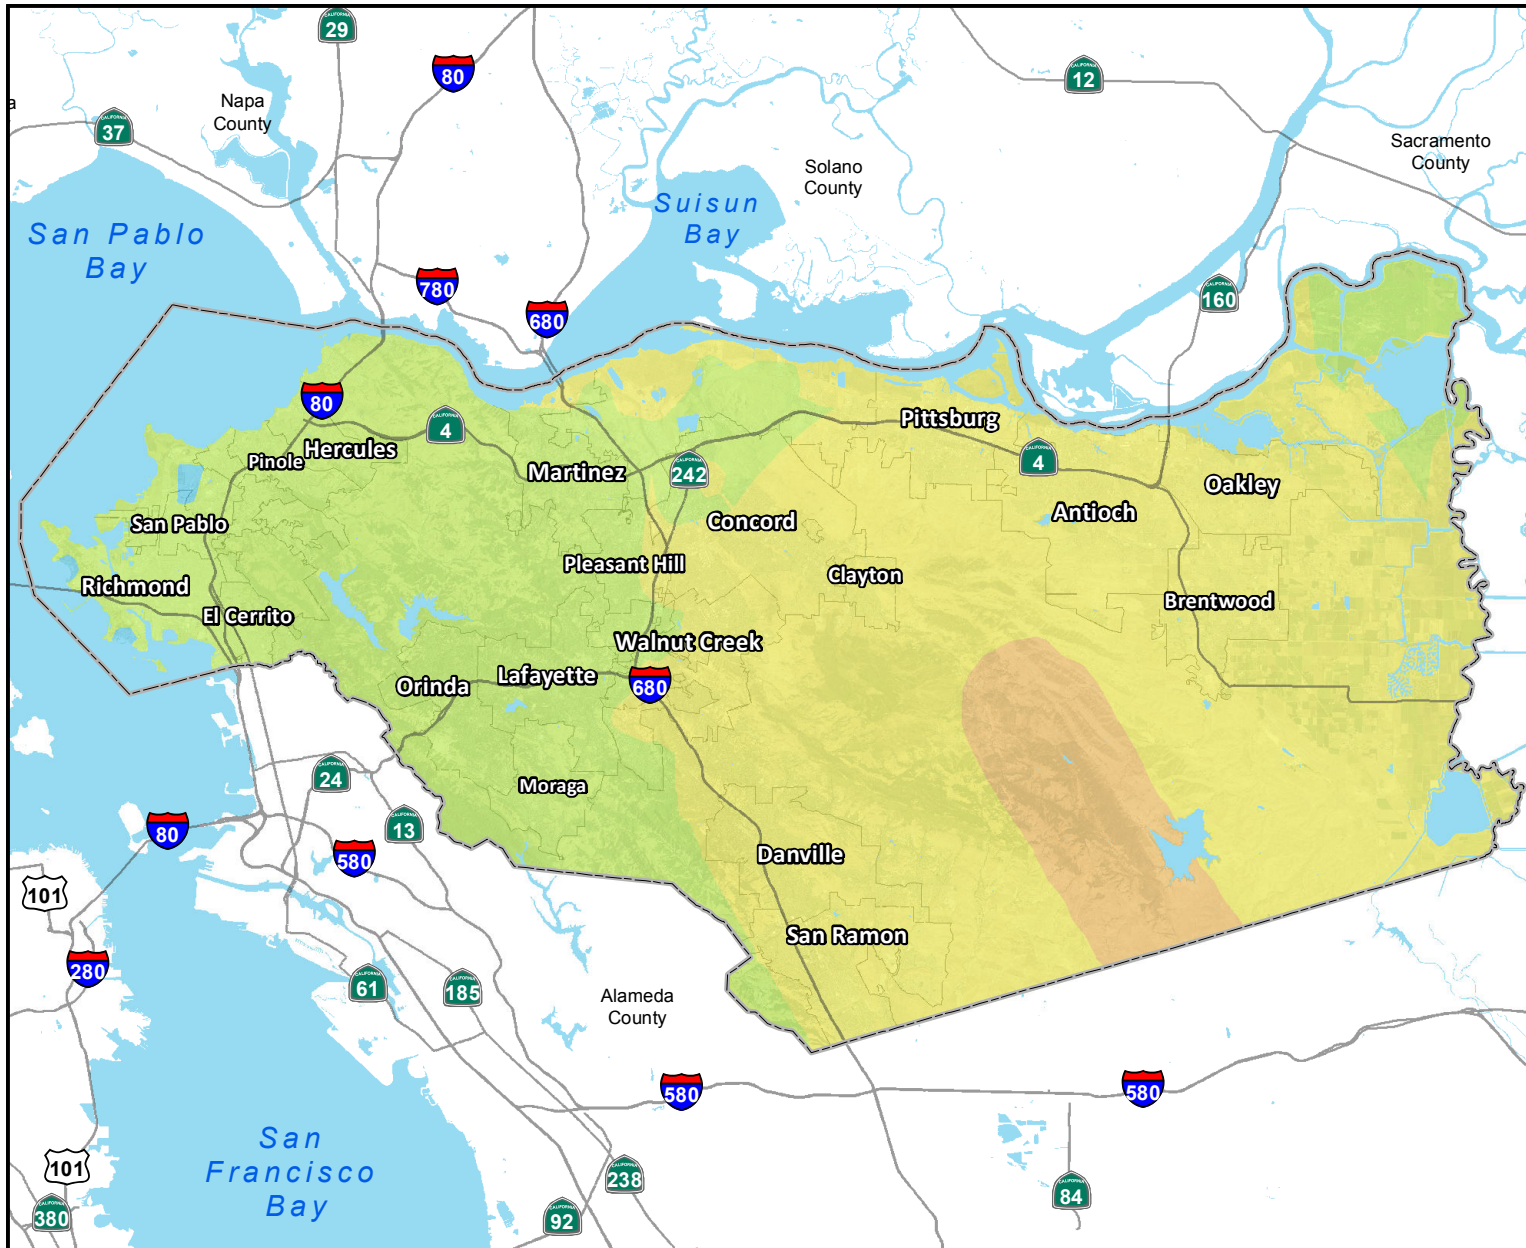 29
80
12
a
Napa
County
37
Sacramento
County
Solano
County
Suisun
Bay
San Pablo
Bay
780
160
680
80
4
Pittsburg
Hercules
Pinole
4
Martinez
242
Oakley
Antioch
San Pablo
Concord
Pleasant Hill
Clayton
Richmond
Brentwood
El Cerrito
Walnut Creek
Lafayette
Orinda
680
24
Moraga
80
13
580
Danville
101
San Ramon
280
61
185
Alameda
County
580
580
San
Francisco
Bay
101
238
84
380
92